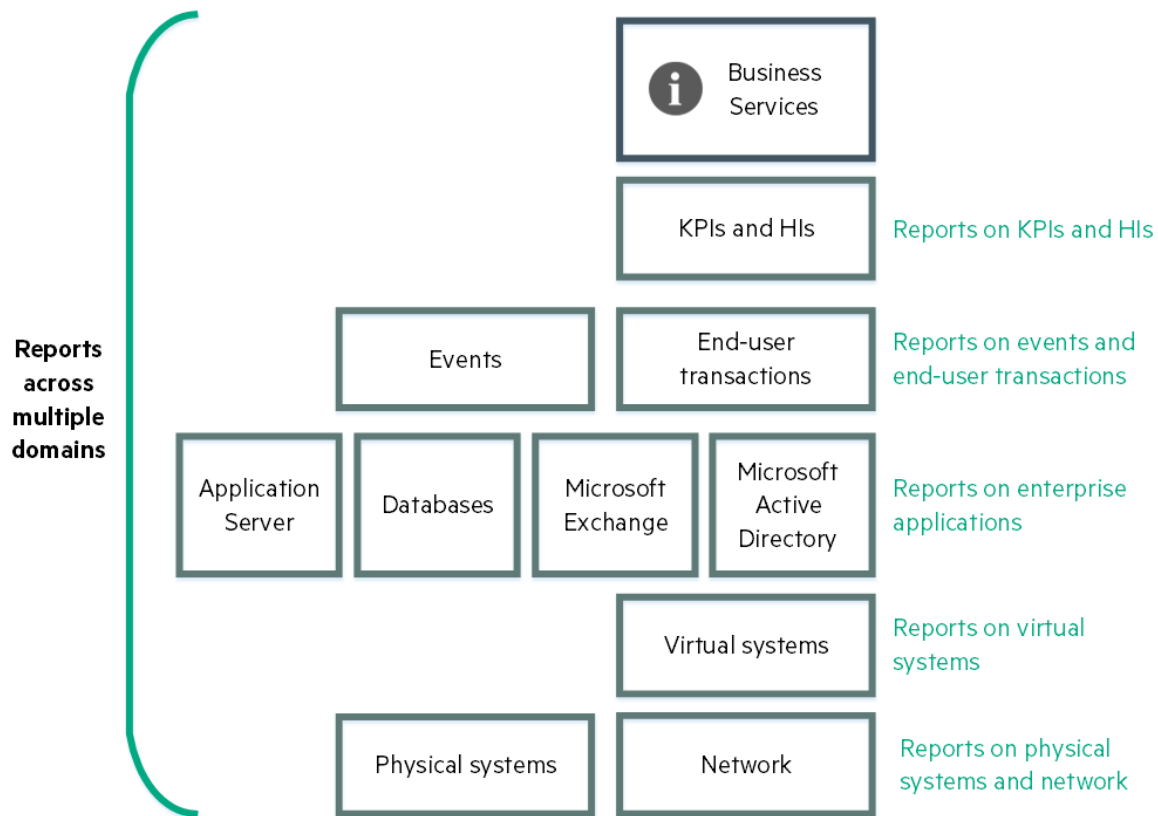 Business
Services
KPIs and HIs
Reports on KPIs and HIs
Reports
across
multiple
domains
Events
End-user
transactions
Reports on events and
end-user transactions
Application
Server
Databases
Microsoft
Exchange
Microsoft
Active
Directory
Reports on enterprise
applications
Virtual systems
Reports on virtual
systems
Physical systems
Network
Reports on physical
systems and network